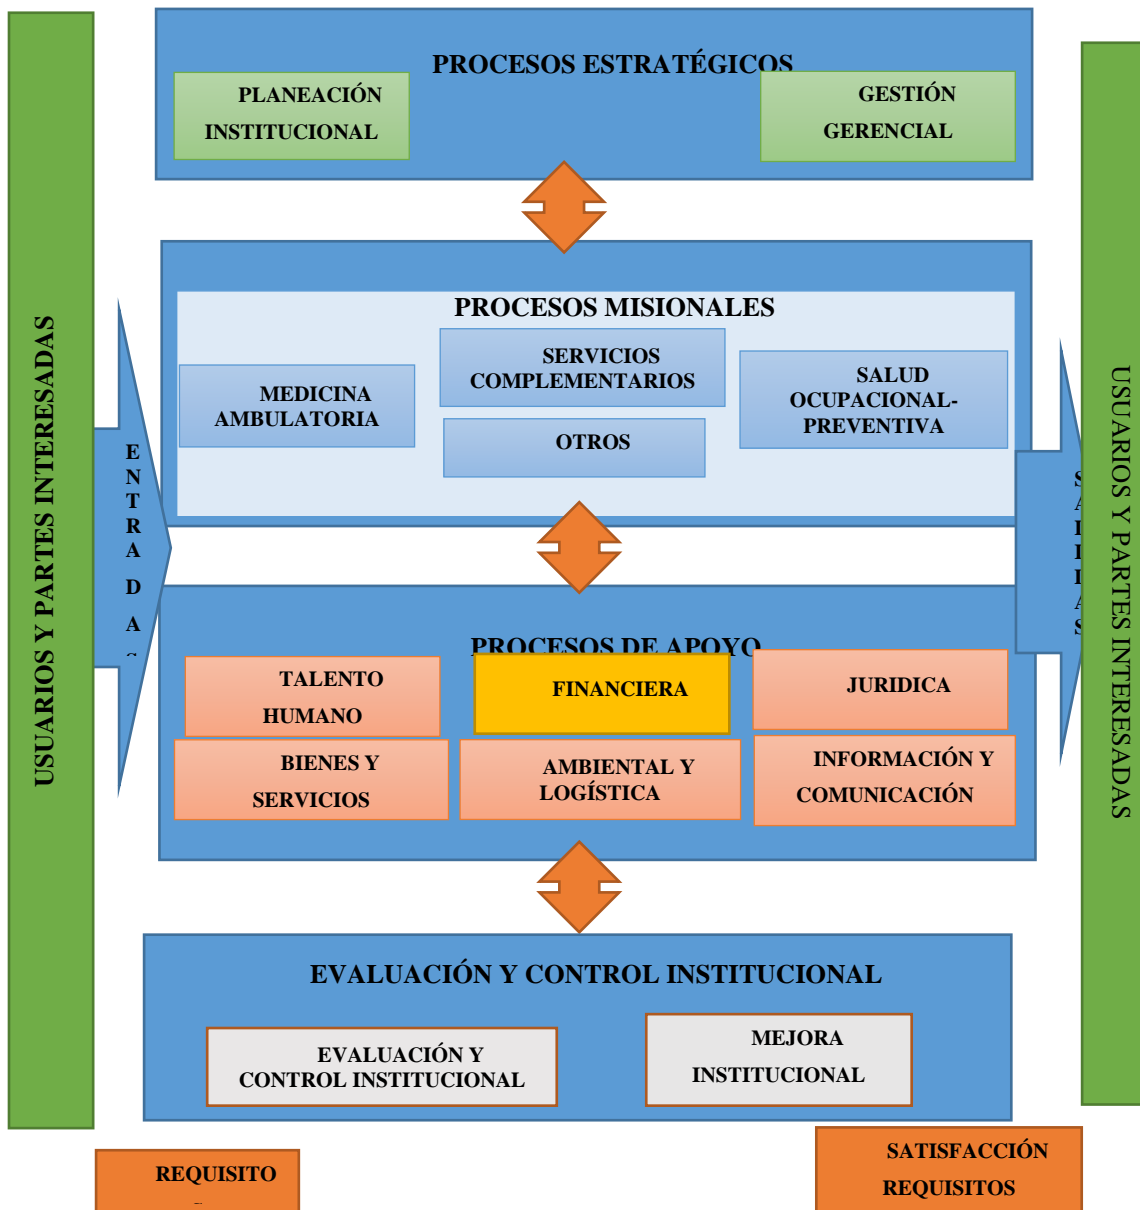 PROCESOS ESTRATÉGICOS
PLANEACIÓN
INSTITUCIONAL
GESTIÓN
GERENCIAL
USUARIOS Y PARTES INTERESADAS
PROCESOS MISIONALES
MEDICINA
AMBULATORIA
SERVICIOS
COMPLEMENTARIOS
OTROS
SALUD
OCUPACIONAL-
PREVENTIVA
E
N
T
R
A
D
A
USUARIOS Y PARTES INTERESADAS
PROCESOS DE APOYO
TALENTO
HUMANO
FINANCIERA
JURIDICA
BIENES Y
SERVICIOS
AMBIENTAL Y
LOGÍSTICA
INFORMACIÓN Y
COMUNICACIÓN
EVALUACIÓN Y CONTROL INSTITUCIONAL
EVALUACIÓN Y
CONTROL INSTITUCIONAL
MEJORA
INSTITUCIONAL
REQUISITO
SATISFACCIÓN
REQUISITOS